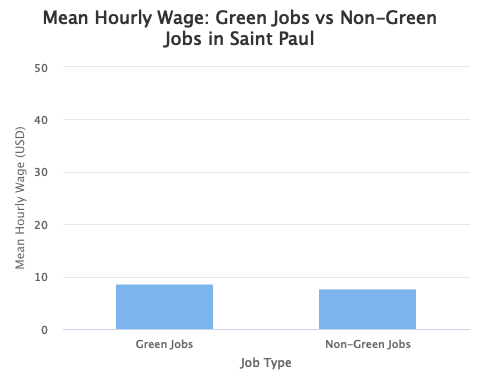 Mean Hourly Wage: Green Jobs vs Non-Green
Jobs in Saint Paul
Mean Hourly Wage (USD)
50
40
30
20
10
0
Green Jobs
Non-Green Jobs
Job Type